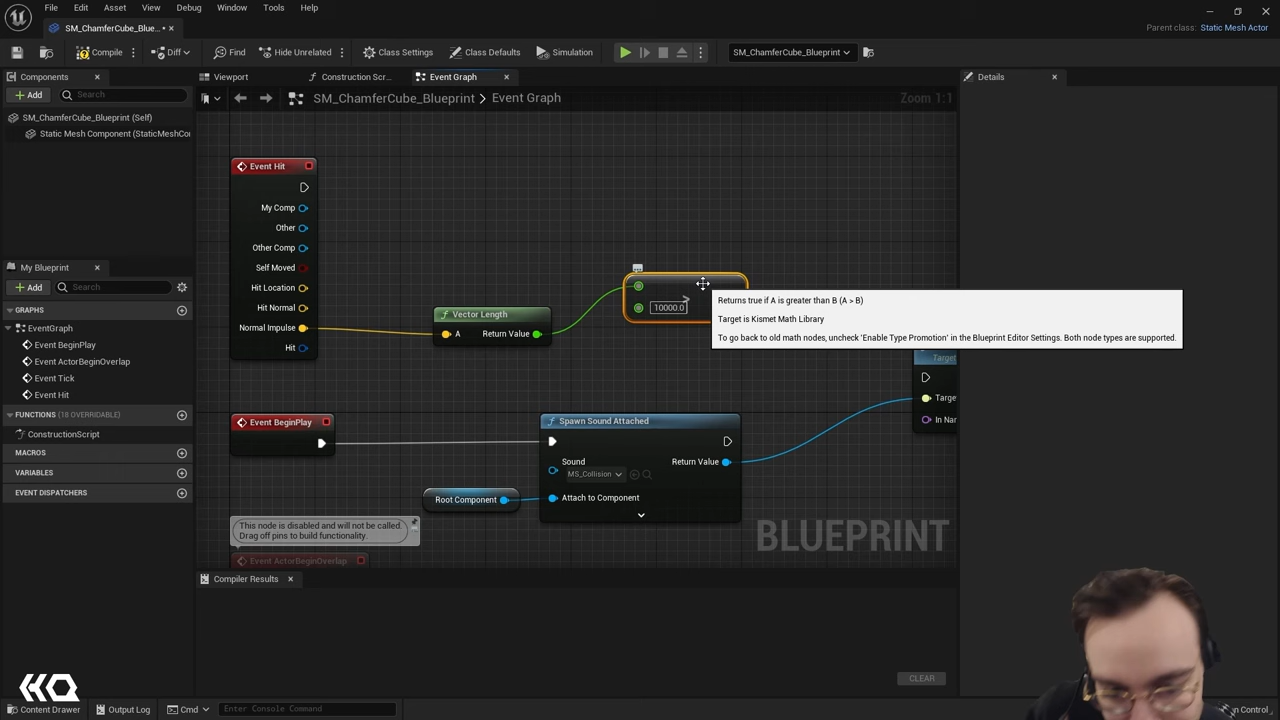 File Edit Asset View Debug Window Tools Help
SM_ChamferCube_Blue...
Parent class: Static Mesh Actor
Compile Diff Find Hide Unrelated Class Settings Class Defaults Simulation SM_ChamferCube_Blueprint
Components
Viewport Construction Scr... Event Graph
Details
Add Search
SM_ChamferCube_Blueprint > Event Graph
Zoom 1:1
SM_ChamferCube_Blueprint (Self)
Static Mesh Component (StaticMeshCo
Event Hit
My Comp
Other
Other Comp
Self Moved
Hit Location
Hit Normal
Normal Impulse
Hit
Vector Length
A Return Value
10000.0
>
Returns true if A is greater than B (A > B)
Target is Kismet Math Library
To go back to old math nodes, uncheck 'Enable Type Promotion' in the Blueprint Editor Settings. Both node types are supported.
Target
Targe
In Nam
My Blueprint
Add Search
GRAPHS
EventGraph
Event BeginPlay
Event ActorBeginOverlap
Event Tick
Event Hit
FUNCTIONS (18 OVERRIDABLE)
ConstructionScript
MACROS
VARIABLES
EVENT DISPATCHERS
Event BeginPlay
Spawn Sound Attached
Sound
MS_Collision
Return Value
Attach to Component
Root Component
This node is disabled and will not be called.
Drag off pins to build functionality.
Event ActorBeginOverlap
BLUEPRINT
Compiler Results
CLEAR
Content Drawer Output Log Cmd Enter Console Command
n Control